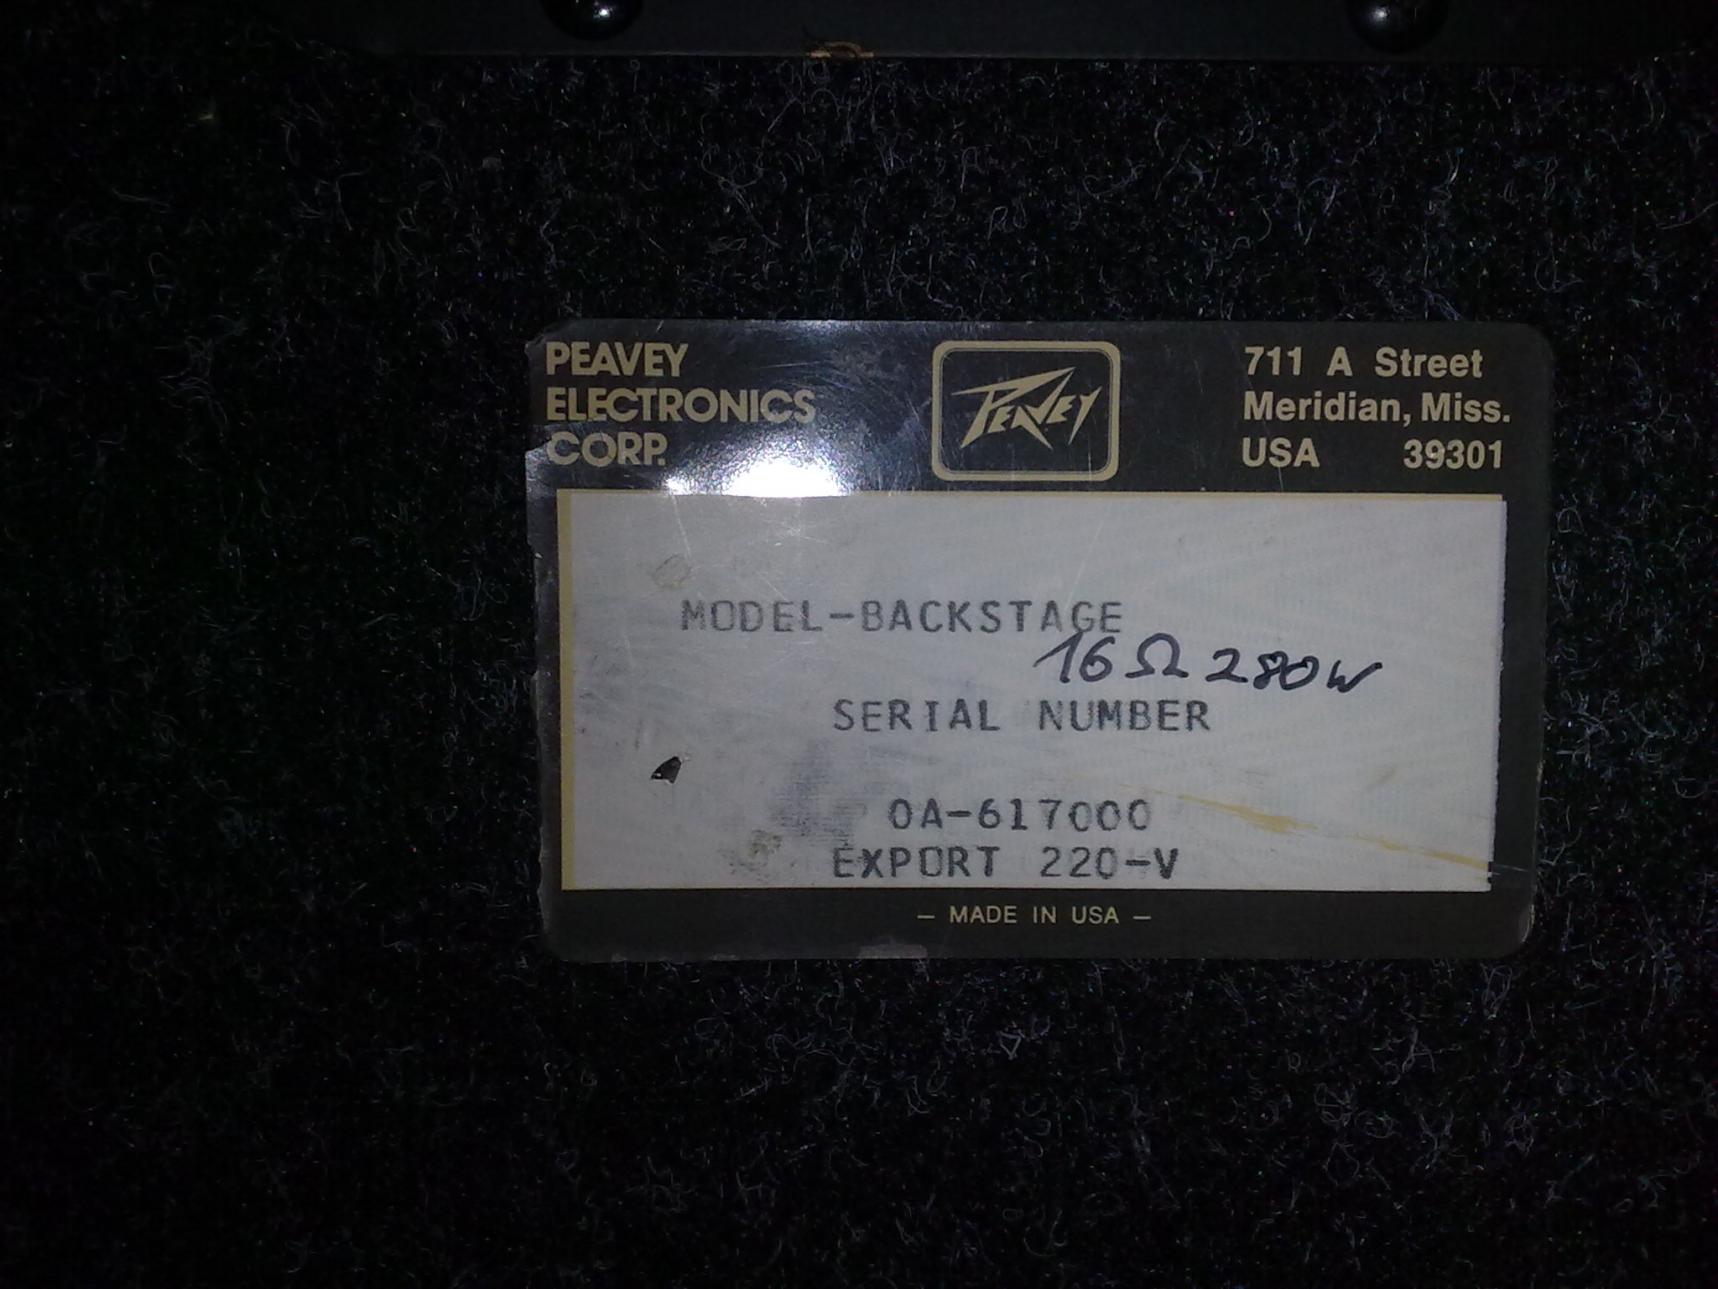 PEAVEY
ELECTRONICS
CORP.
PEAVEY
711 A Street
Meridian, Miss.
USA 39301
MODEL-BACKSTAGE
16 Ω 280W
SERIAL NUMBER
0A-617000
EXPORT 220-V
– MADE IN USA –